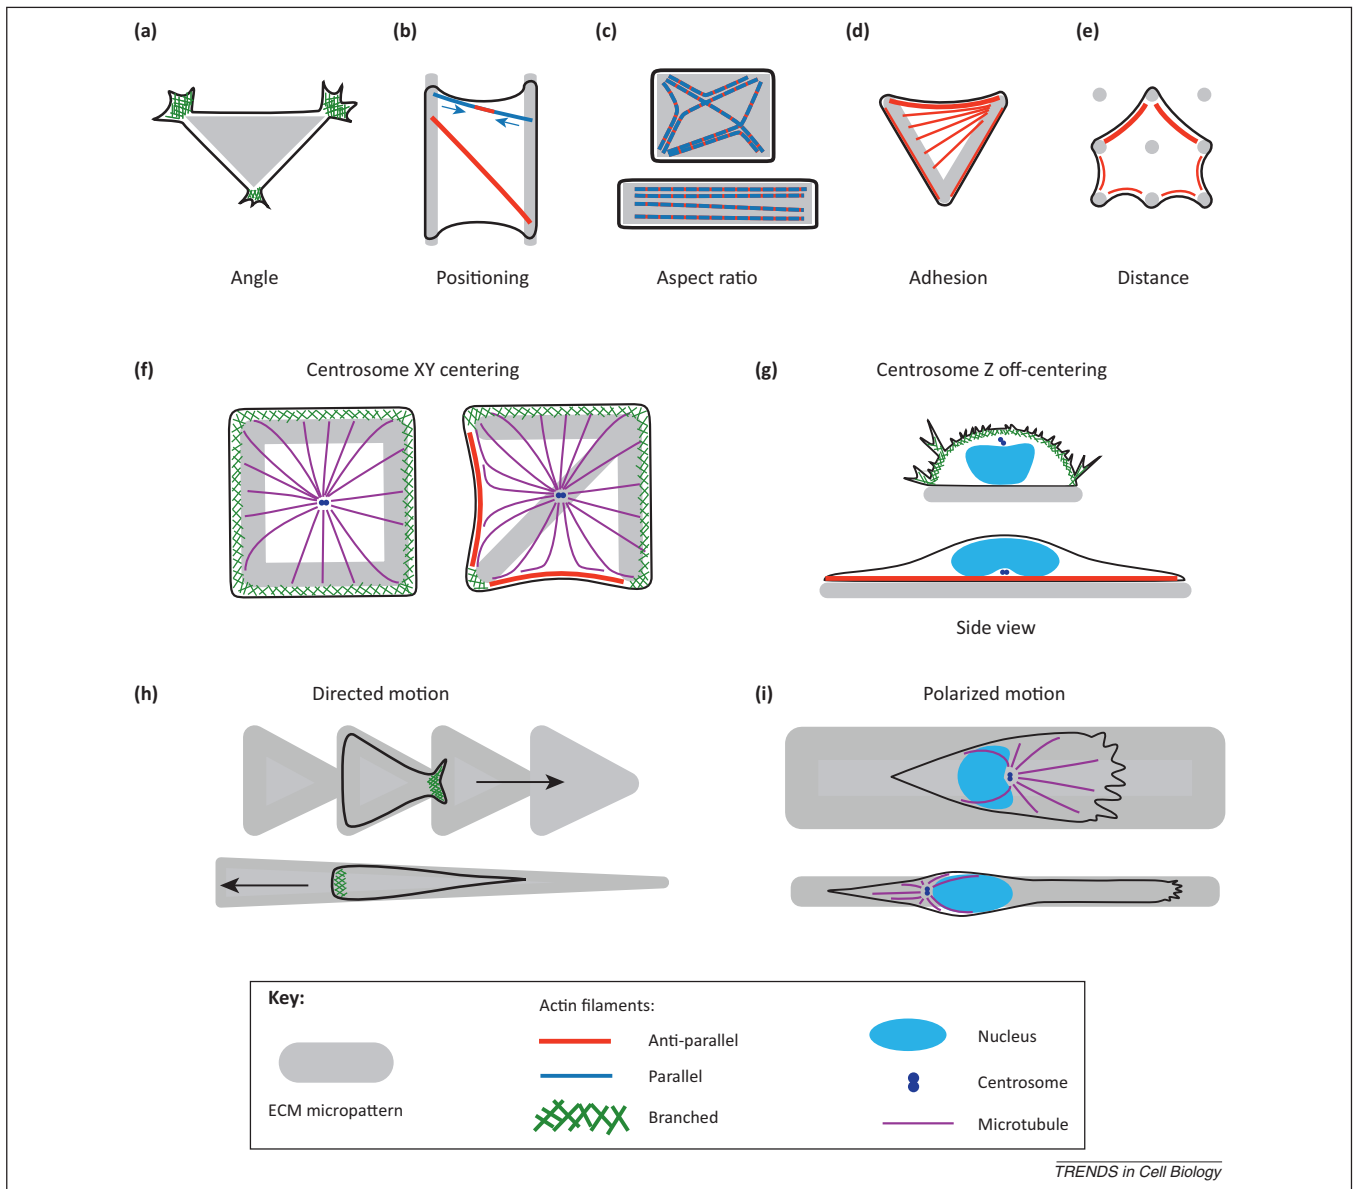 (a)
(b)
(c)
(d)
(e)
Angle
Positioning
Aspect ratio
Adhesion
Distance
(f)
Centrosome XY centering
(g)
Centrosome Z off-centering
Side view
(h)
Directed motion
(i)
Polarized motion
Key:
ECM micropattern
Actin filaments:
Anti-parallel
Parallel
Branched
Nucleus
Centrosome
Microtubule
TRENDS in Cell Biology